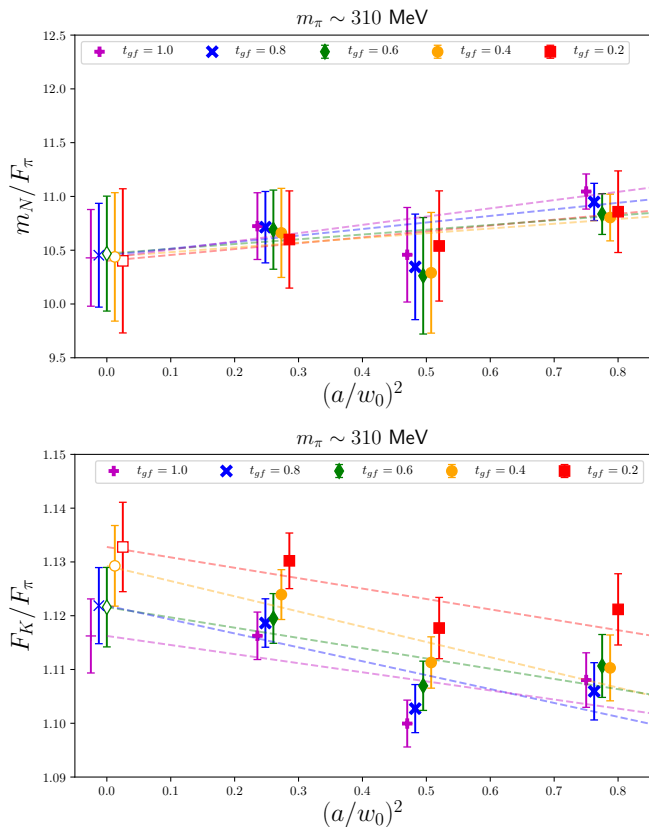 m_π ∼ 310 MeV
t_gf = 1.0 t_gf = 0.8 t_gf = 0.6 t_gf = 0.4 t_gf = 0.2
m_N/F_π
12.5
12.0
11.5
11.0
10.5
10.0
9.5
0.0 0.1 0.2 0.3 0.4 0.5 0.6 0.7 0.8
(a/w_0)^2
m_π ∼ 310 MeV
t_gf = 1.0 t_gf = 0.8 t_gf = 0.6 t_gf = 0.4 t_gf = 0.2
F_K/F_π
1.15
1.14
1.13
1.12
1.11
1.10
1.09
0.0 0.1 0.2 0.3 0.4 0.5 0.6 0.7 0.8
(a/w_0)^2